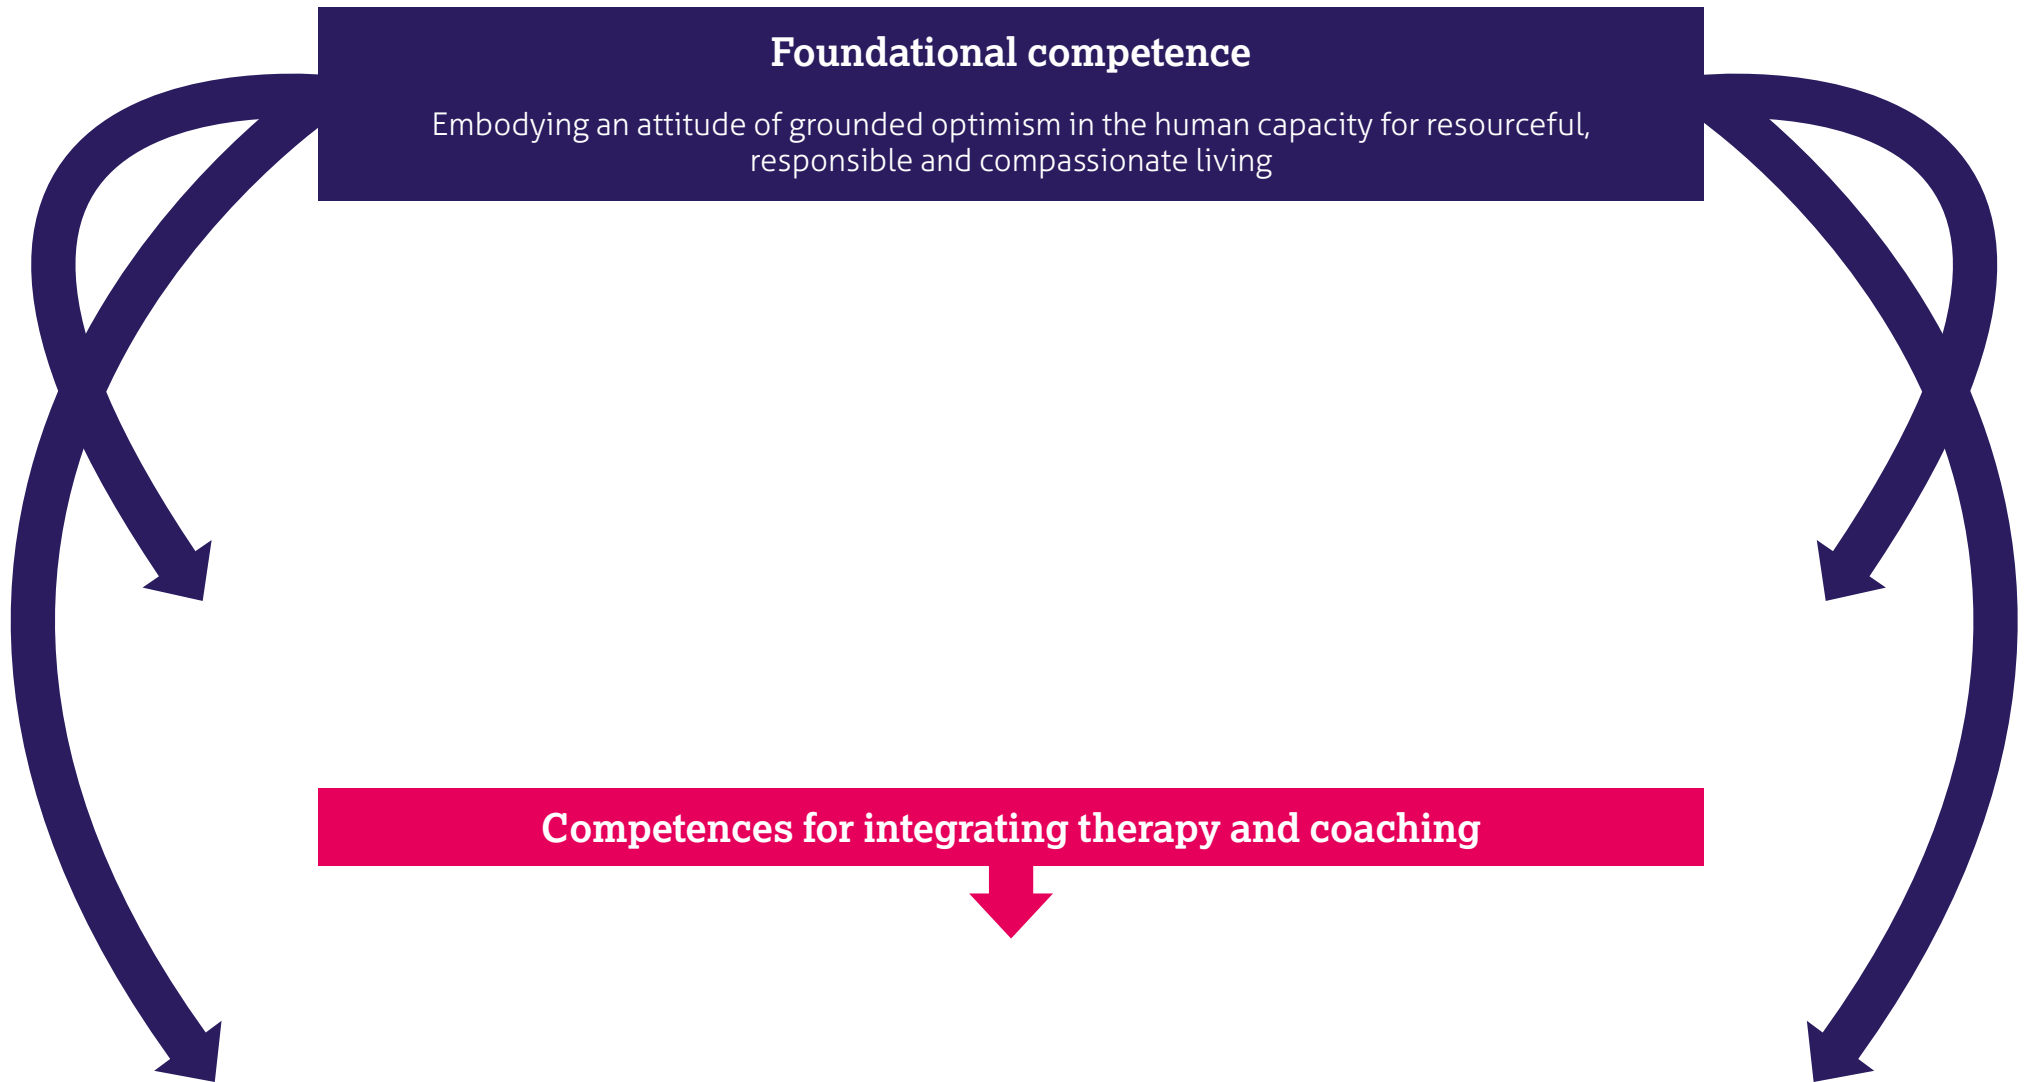 Foundational competence
Embodying an attitude of grounded optimism in the human capacity for resourceful,
responsible and compassionate living
Competences for integrating therapy and coaching